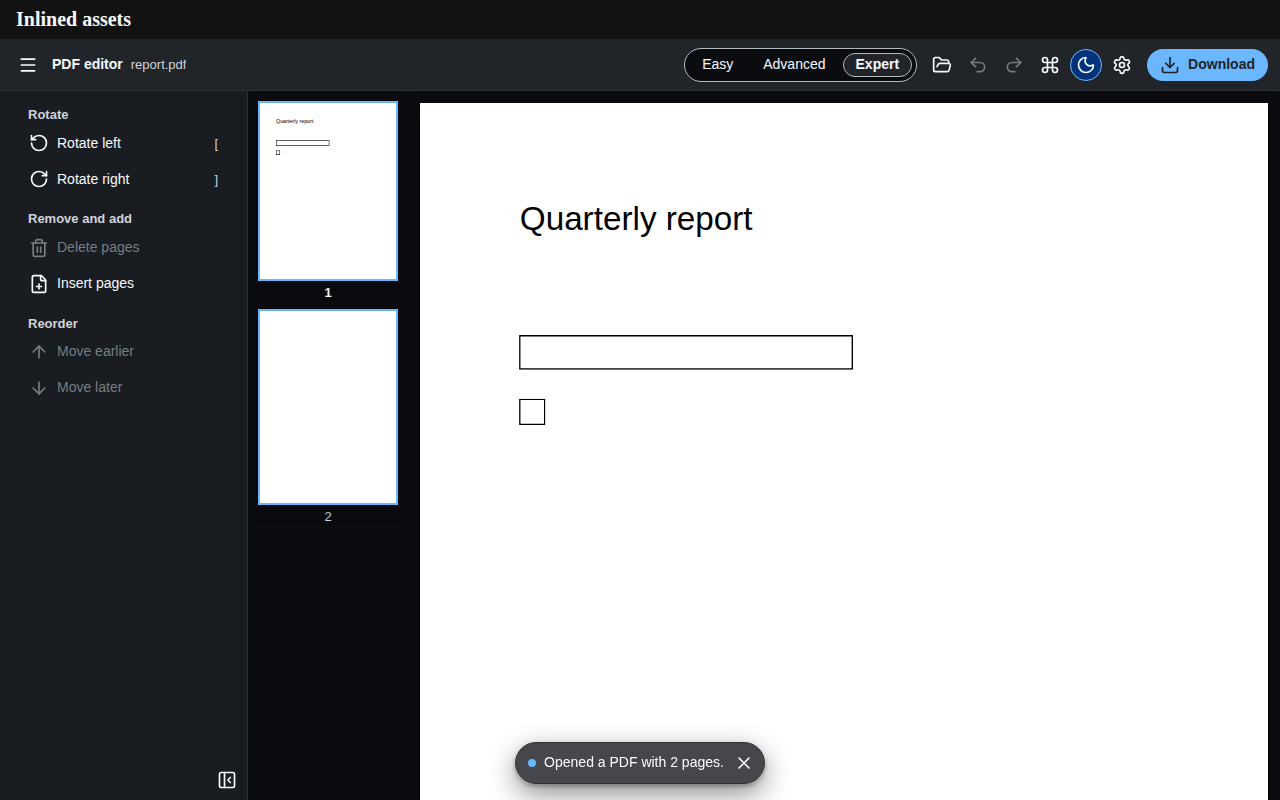 Inlined assets
PDF editor report.pdf
Easy Advanced Expert
Download
Rotate
Rotate left [
Rotate right ]
Remove and add
Delete pages
Insert pages
Reorder
Move earlier
Move later
Quarterly report
1
2
Quarterly report
Opened a PDF with 2 pages.